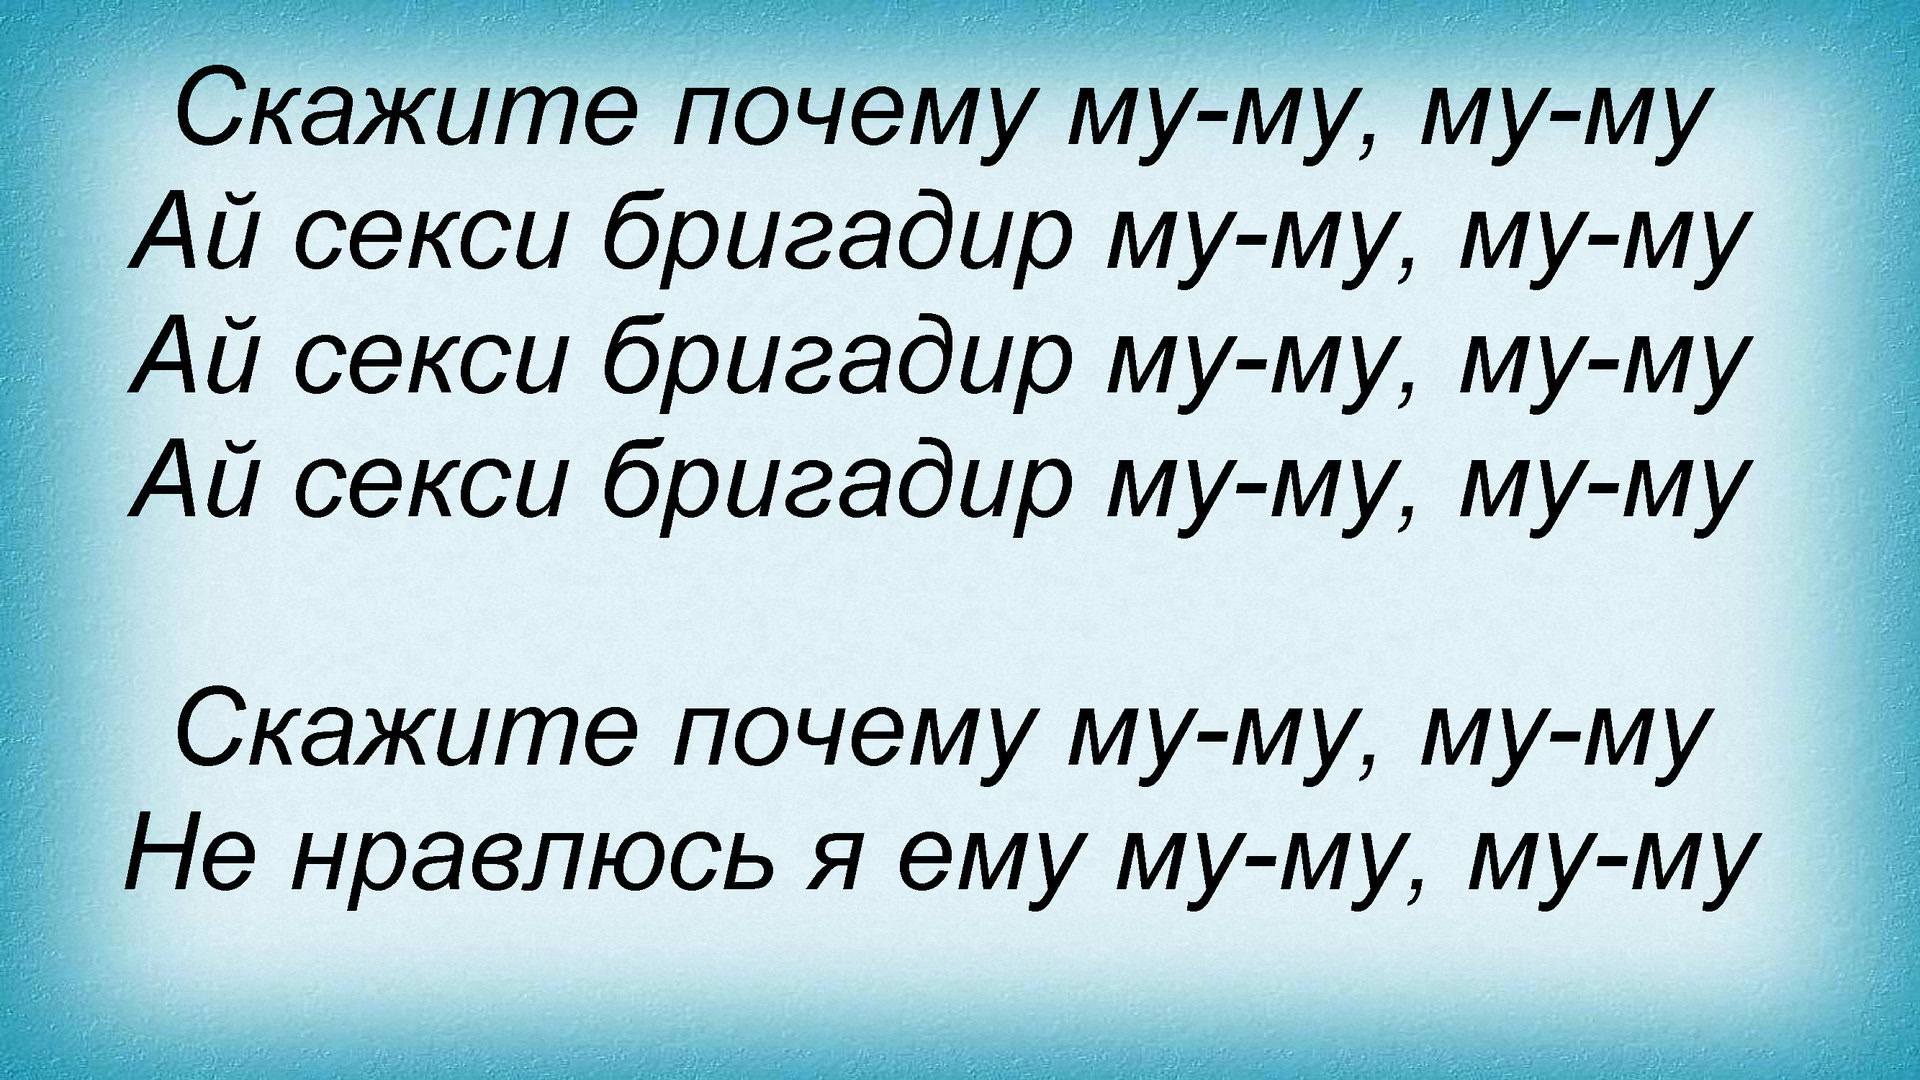 Скажите почему му-му, му-му
Ай секси бригадир му-му, му-му
Ай секси бригадир му-му, му-му
Ай секси бригадир му-му, му-му
Скажите почему му-му, му-му
Не нравлюсь я ему му-му, му-му